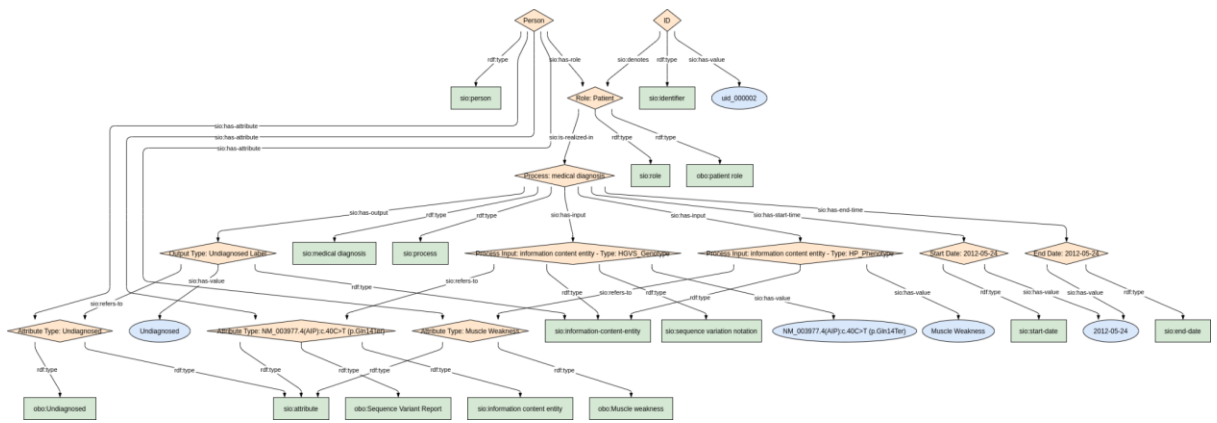 Person
ID
rdf:type
sio:has-role
sio:denotes
rdf:type
sio:has-value
sio:person
Role: Patient
sio:identifier
uid_000002
sio:has-attribute
sio:has-attribute
sio:has-attribute
sio:is-realized-in
rdf:type
rdf:type
Process: medical diagnosis
sio:role
obo:patient role
sio:has-output
rdf:type
rdf:type
sio:has-input
sio:has-input
sio:has-start-time
sio:has-end-time
Output Type: Undiagnosed Label
sio:medical diagnosis
sio:process
Process Input: information content entity - Type: HGVS_Genotype
Process Input: information content entity - Type: HP_Phenotype
Start Date: 2012-05-24
End Date: 2012-05-24
sio:refers-to
sio:has-value
rdf:type
sio:refers-to
rdf:type
sio:refers-to
rdf:type
rdf:type
sio:has-value
sio:has-value
rdf:type
sio:has-value
sio:has-value
rdf:type
Attribute Type: Undiagnosed
Undiagnosed
Attribute Type: NM_003977.4(AIP):c.40C>T (p.Gln14Ter)
Attribute Type: Muscle Weakness
sio:information-content-entity
sio:sequence variation notation
NM_003977.4(AIP):c.40C>T (p.Gln14Ter)
Muscle Weakness
sio:start-date
2012-05-24
sio:end-date
rdf:type
rdf:type
rdf:type
rdf:type
rdf:type
rdf:type
rdf:type
obo:Undiagnosed
sio:attribute
obo:Sequence Variant Report
sio:information content entity
obo:Muscle weakness